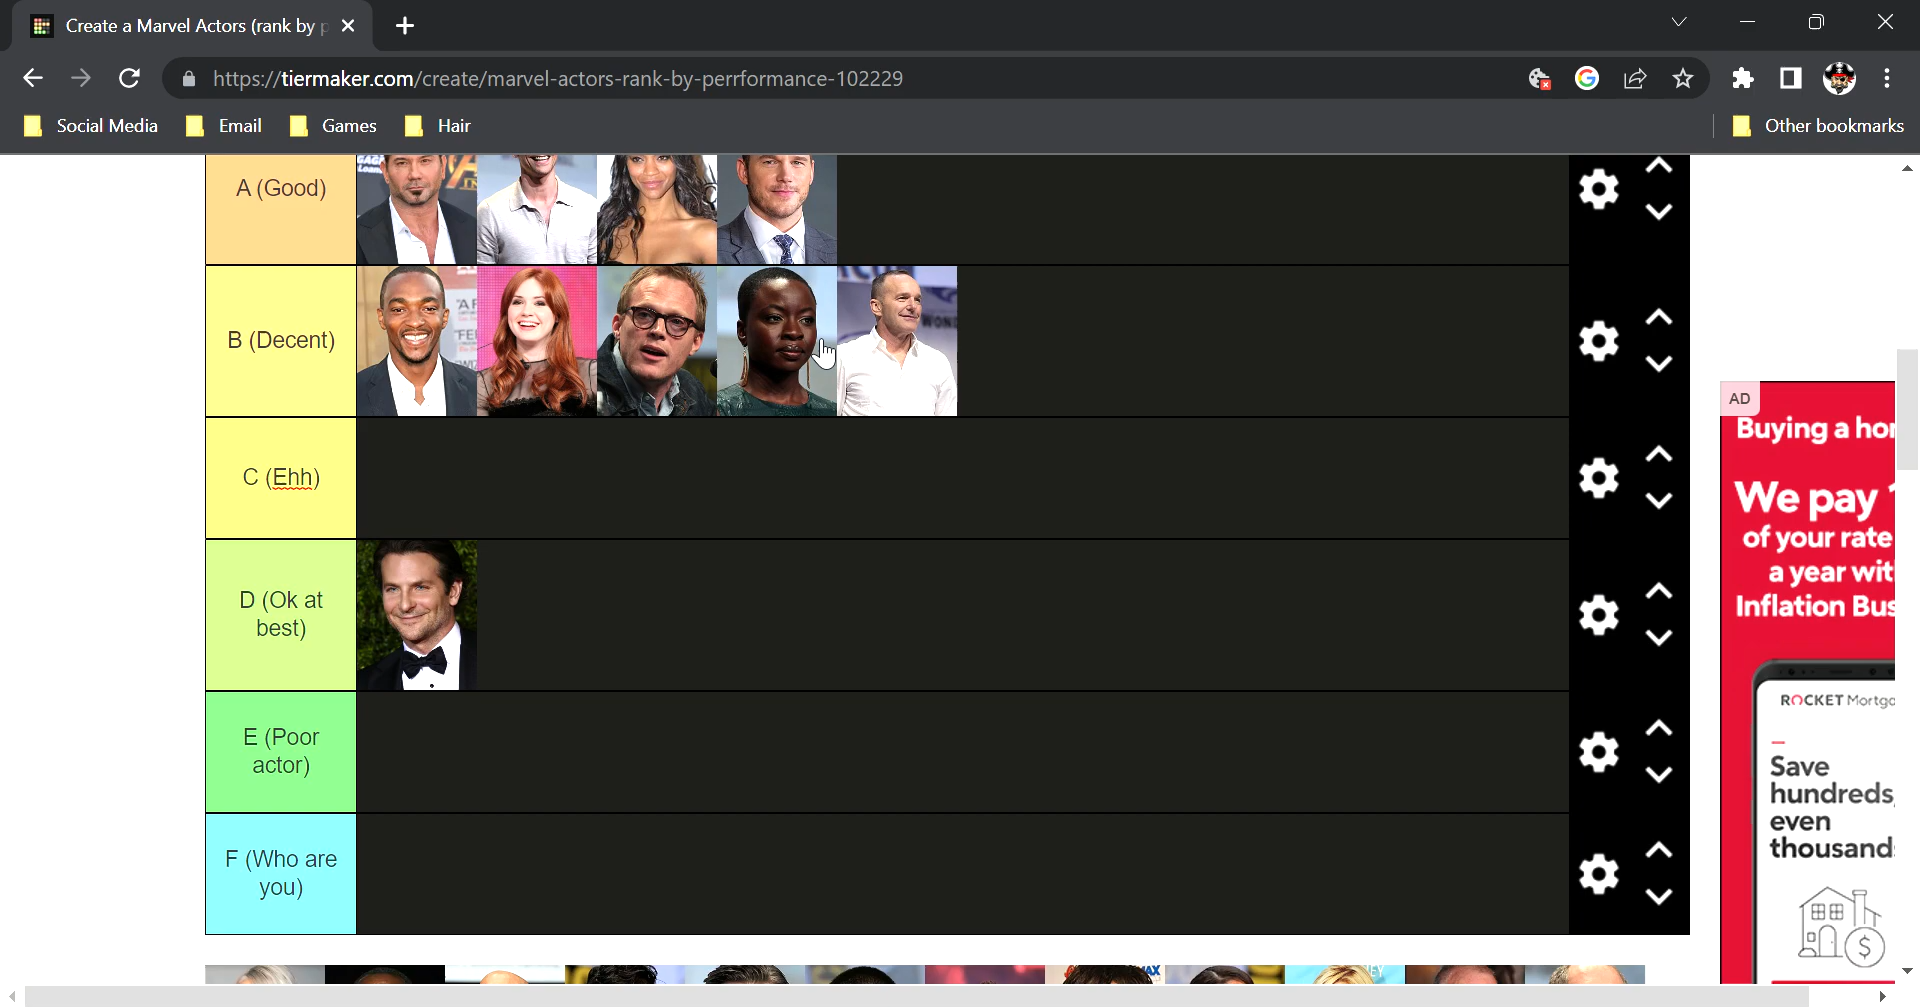 Create a Marvel Actors (rank by p
https://tiermaker.com/create/marvel-actors-rank-by-perrformance-102229
Social Media
Email
Games
Hair
Other bookmarks
A (Good)
B (Decent)
C (Ehh)
D (Ok at
best)
E (Poor
actor)
F (Who are
you)
AD
Buying a hor
We pay 1
of your rate
a year wit
Inflation Bus
ROCKET Mortga
Save
hundreds,
even
thousand
$